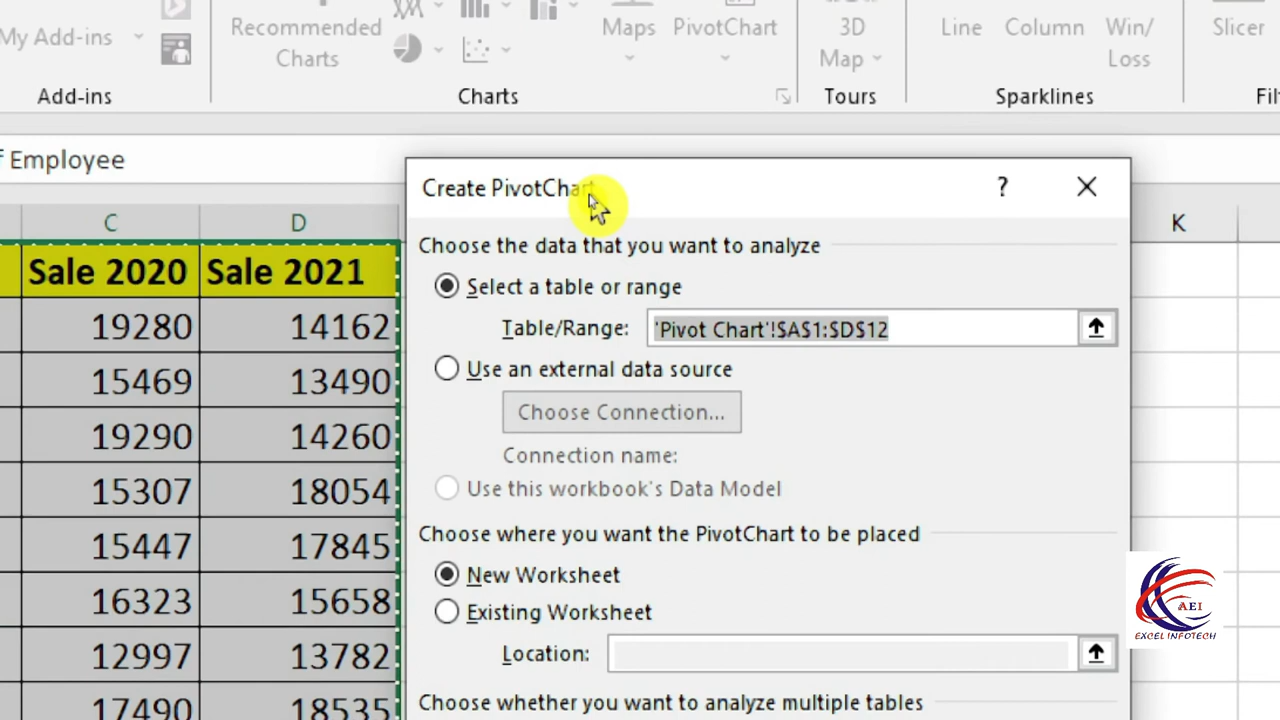 My Add-ins
Recommended
Charts
Maps
PivotChart
3D
Map
Line
Column
Win/
Loss
Slicer
Add-ins
Charts
Tours
Sparklines
Employee
Create PivotChart
?
C
D
K
Choose the data that you want to analyze
Sale 2020
Sale 2021
Select a table or range
19280
14162
Table/Range:
'Pivot Chart'!$A$1:$D$12
15469
13490
Use an external data source
Choose Connection...
19290
14260
Connection name:
15307
18054
Use this workbook's Data Model
Choose where you want the PivotChart to be placed
15447
17845
New Worksheet
16323
15658
Existing Worksheet
AEI
EXCEL INFOTECH
12997
13782
Location:
17490
18535
Choose whether you want to analyze multiple tables